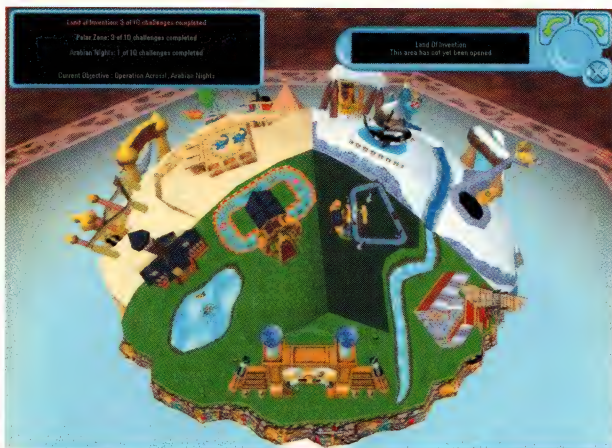 Land of Invention: 3 of 10 challenges completed
Polar Zone: 3 of 10 challenges completed
Arabian Nights: 1 of 10 challenges completed
Current Objective : Operation Across!, Arabian Nights
Land Of Invention
This area has not yet been opened